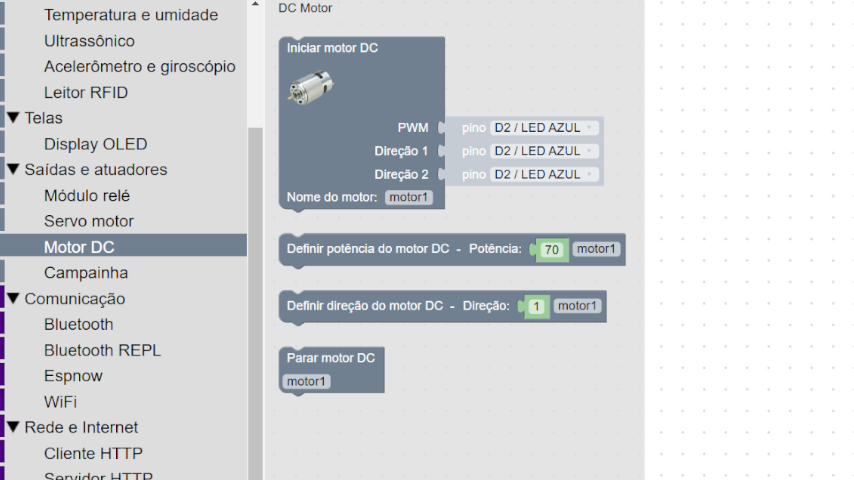 Temperatura e umidade
Ultrassônico
Acelerômetro e giroscópio
Leitor RFID
Telas
Display OLED
Saídas e atuadores
Módulo relé
Servo motor
Motor DC
Campainha
Comunicação
Bluetooth
Bluetooth REPL
Espnow
WiFi
Rede e Internet
Cliente HTTP
Servidor HTTP
DC Motor
Iniciar motor DC
PWM pino D2 / LED AZUL
Direção 1 pino D2 / LED AZUL
Direção 2 pino D2 / LED AZUL
Nome do motor: motor1
Definir potência do motor DC - Potência: 70 motor1
Definir direção do motor DC - Direção: 1 motor1
Parar motor DC
motor1